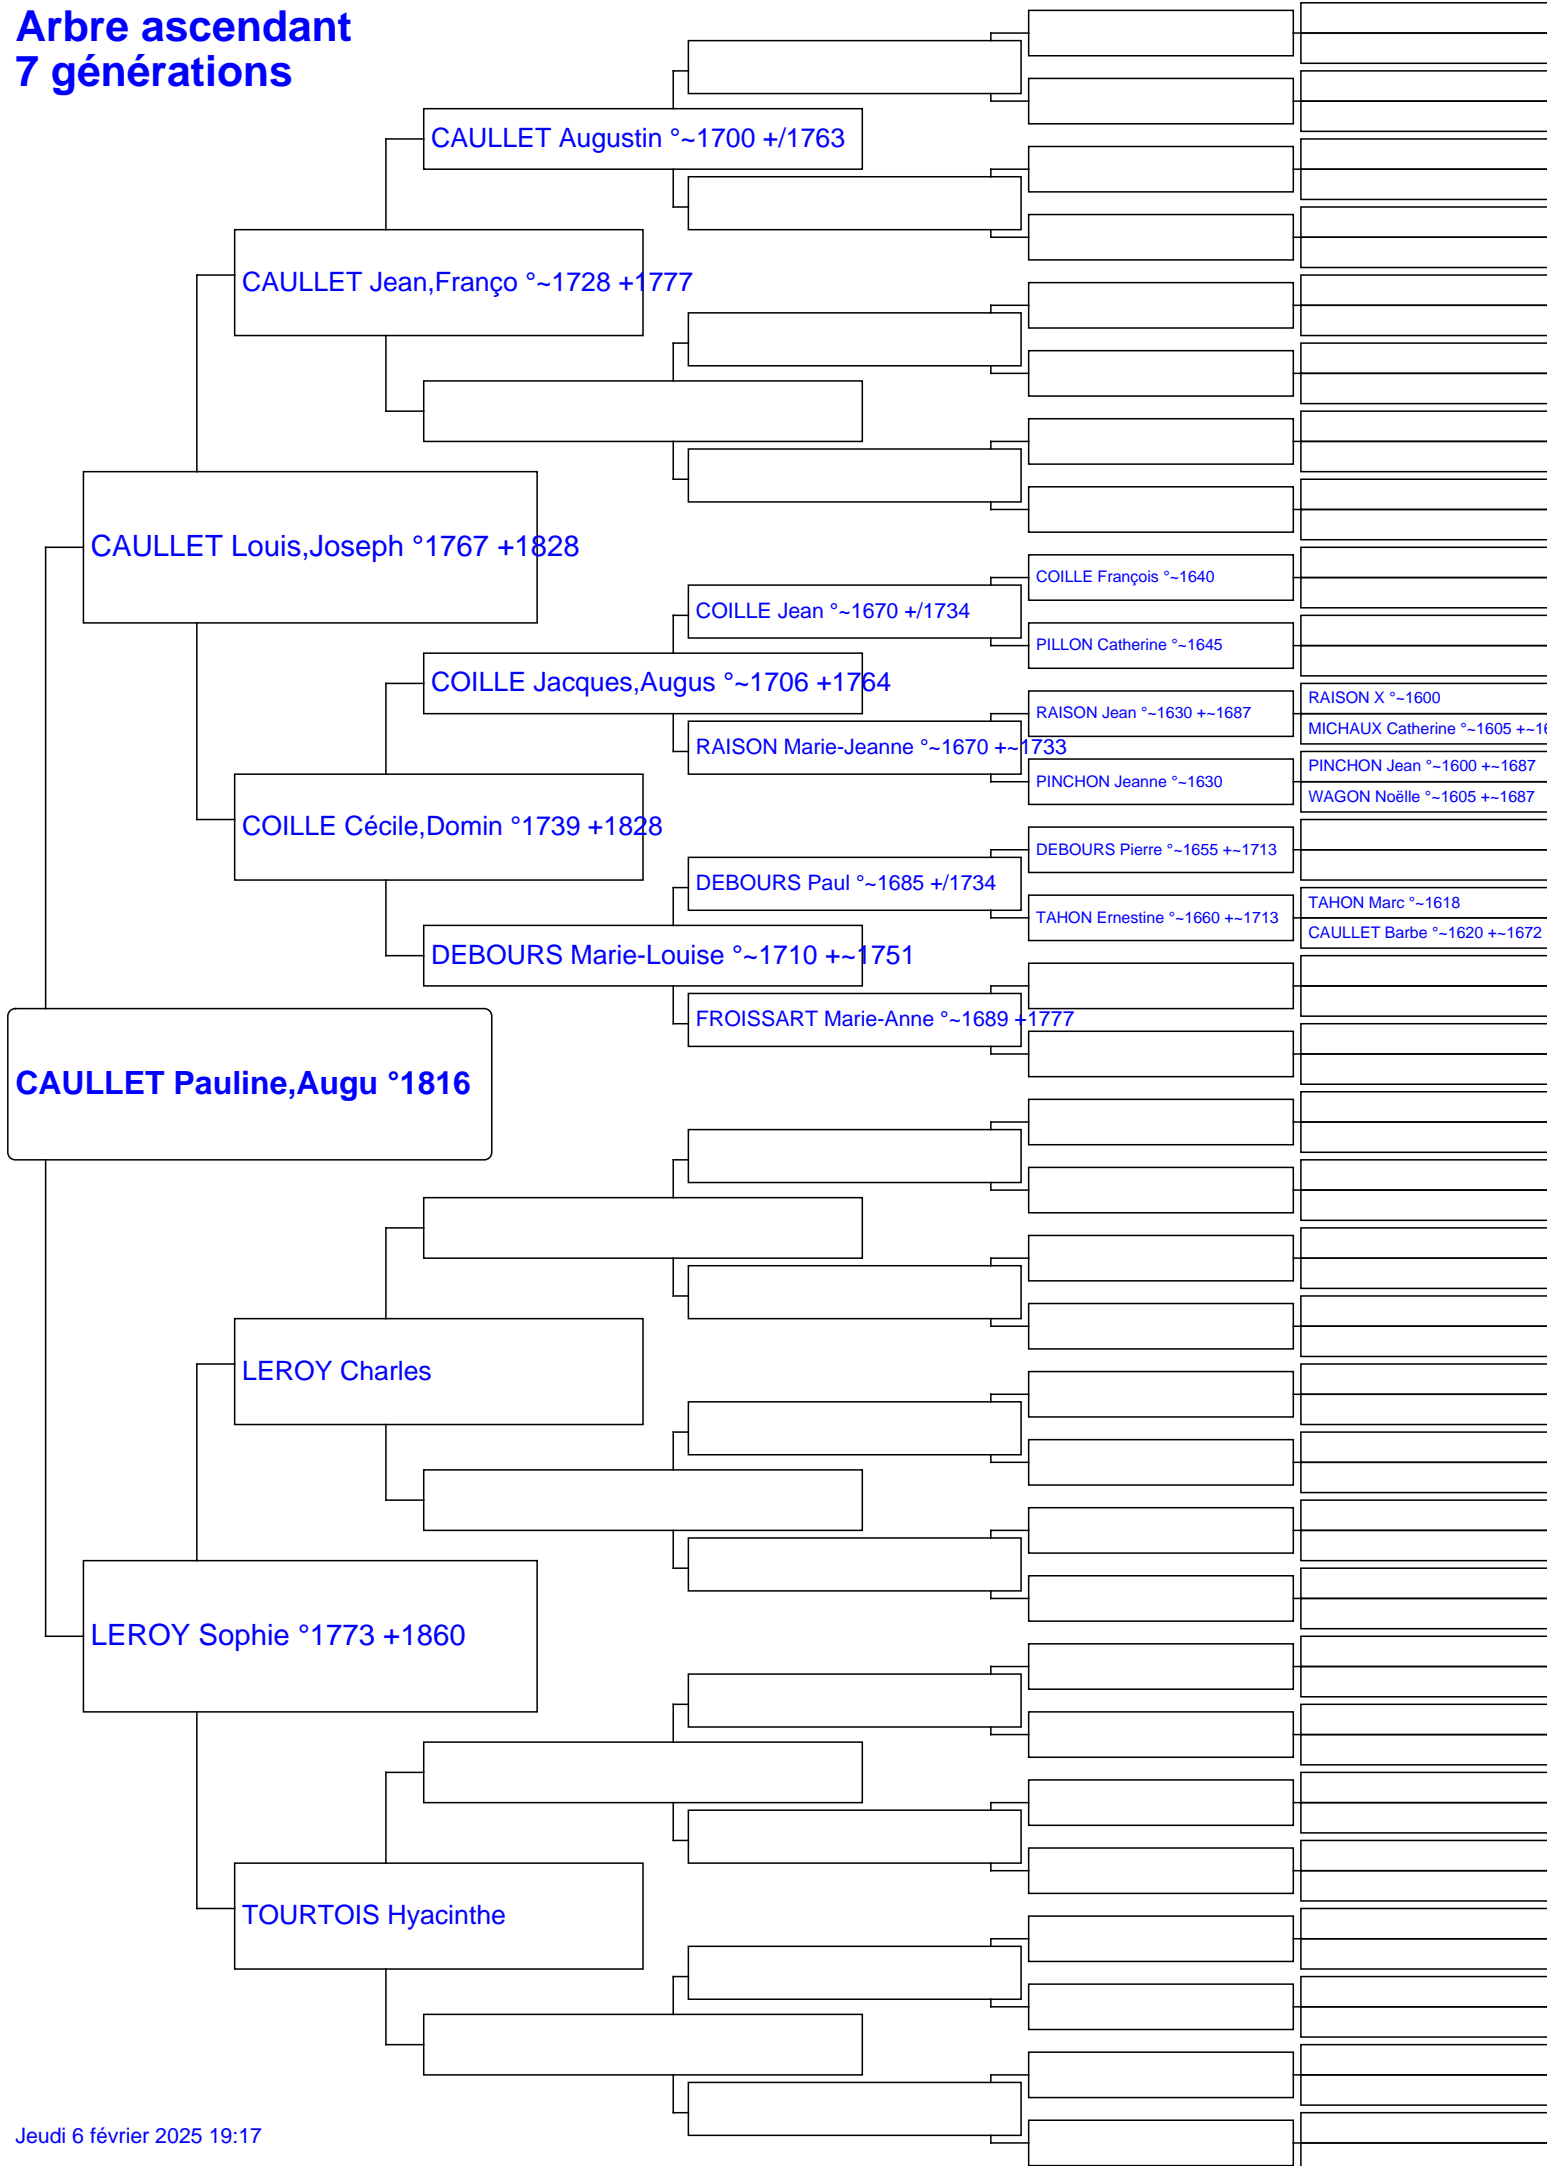 Arbre ascendant
7 générations
CAULLET Augustin °~1700 +/1763
CAULLET Jean,Franço °~1728 +1777
CAULLET Louis,Joseph °1767 +1828
COILLE François °~1640
COILLE Jean °~1670 +/1734
PILLON Catherine °~1645
COILLE Jacques,Augus °~1706 +1764
RAISON X °~1600
RAISON Jean °~1630 +~1687
MICHAUX Catherine °~1605 +~16
RAISON Marie-Jeanne °~1670 +~1733
PINCHON Jean °~1600 +~1687
PINCHON Jeanne °~1630
WAGON Noëlle °~1605 +~1687
COILLE Cécile,Domin °1739 +1828
DEBOURS Pierre °~1655 +~1713
DEBOURS Paul °~1685 +/1734
TAHON Marc °~1618
TAHON Ernestine °~1660 +~1713
CAULLET Barbe °~1620 +~1672
DEBOURS Marie-Louise °~1710 +~1751
FROISSART Marie-Anne °~1689 +1777
CAULLET Pauline,Augu °1816
LEROY Charles
LEROY Sophie °1773 +1860
TOURTOIS Hyacinthe
Jeudi 6 février 2025 19:17